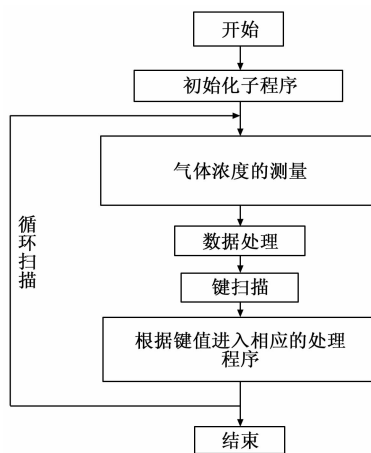 开始
初始化子程序
气体浓度的测量
循环扫描
数据处理
键扫描
根据键值进入相应的处理
程序
结束